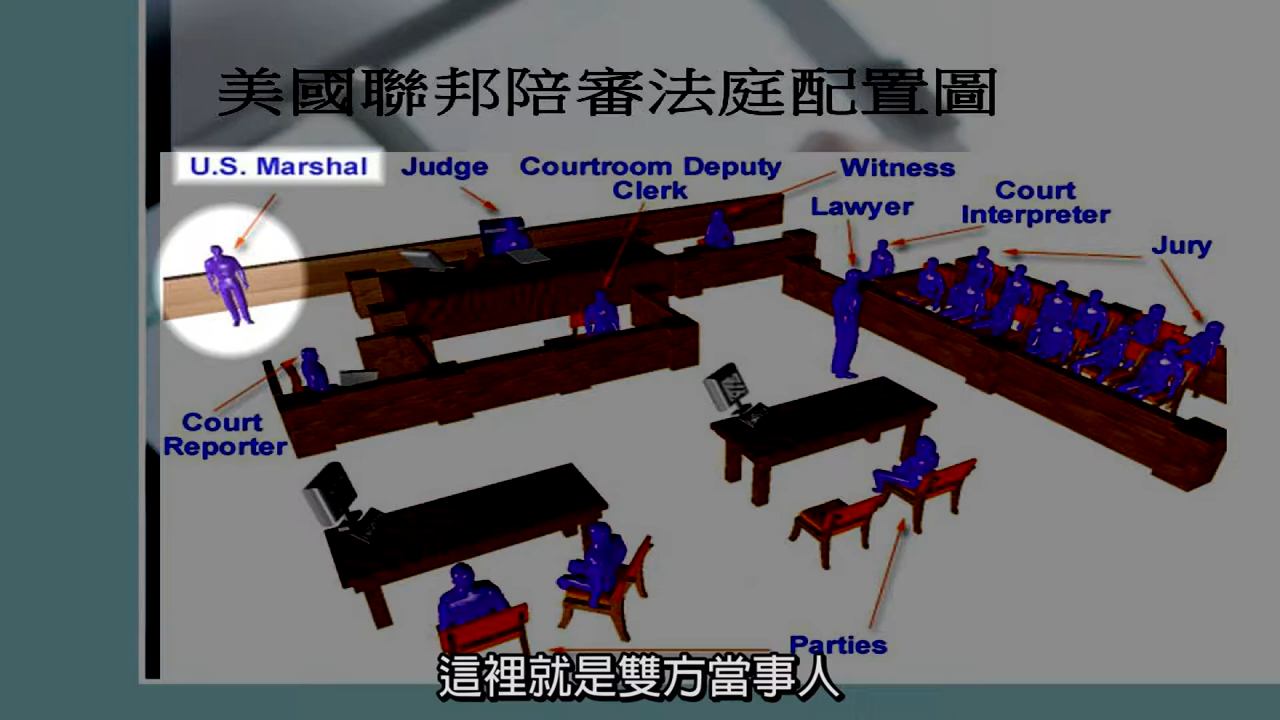 美國聯邦陪審法庭配置圖
U.S. Marshal
Judge
Courtroom Deputy
Clerk
Witness
Lawyer
Court
Interpreter
Jury
Court
Reporter
Parties
這裡就是雙方當事人